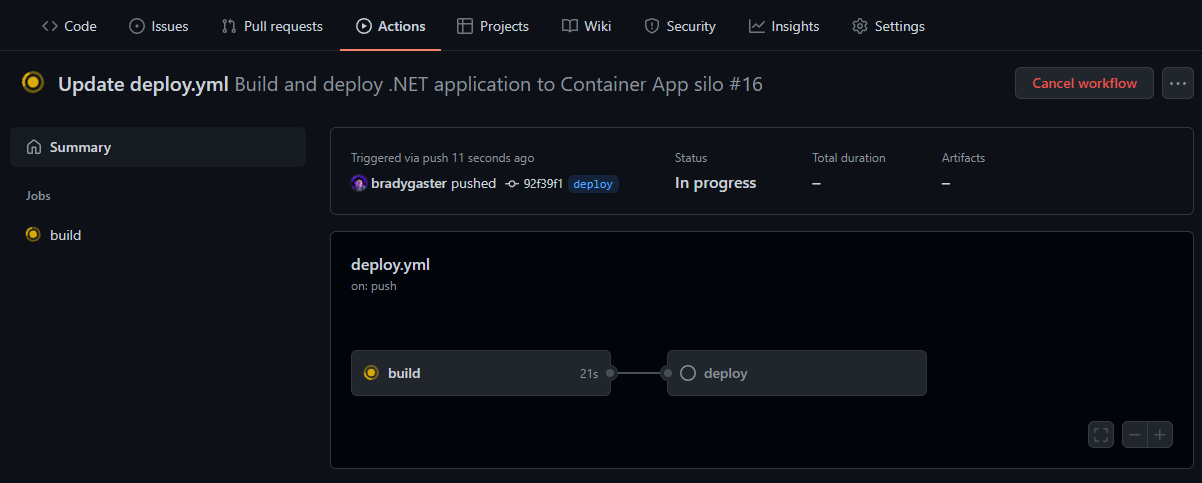 Code Issues Pull requests Actions Projects Wiki Security Insights Settings
Update deploy.yml Build and deploy .NET application to Container App silo #16
Cancel workflow
Summary
Jobs
build
Triggered via push 11 seconds ago
bradygaster pushed 92f39f1 deploy
Status
In progress
Total duration
–
Artifacts
–
deploy.yml
on: push
build 21s
deploy